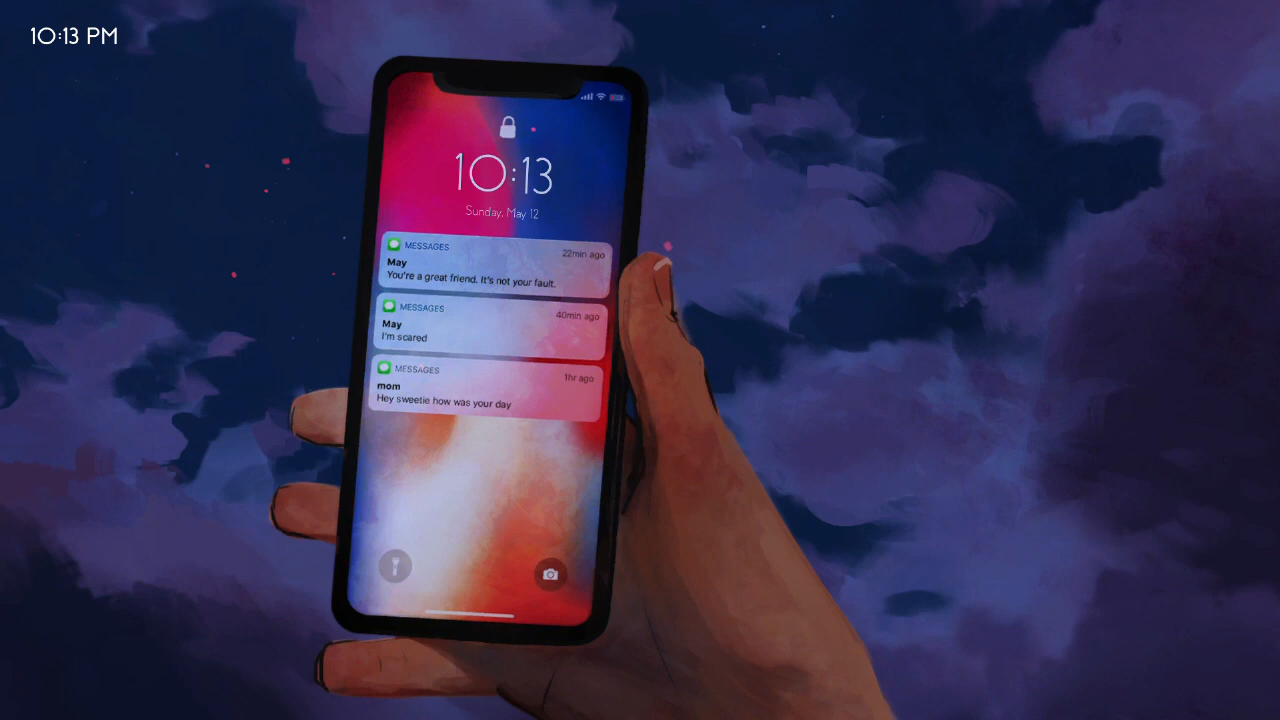 10:13 PM
10:13
Sunday, May 12
MESSAGES
22min ago
May
You're a great friend. It's not your fault.
MESSAGES
40min ago
May
I'm scared
MESSAGES
1hr ago
mom
Hey sweetie how was your day